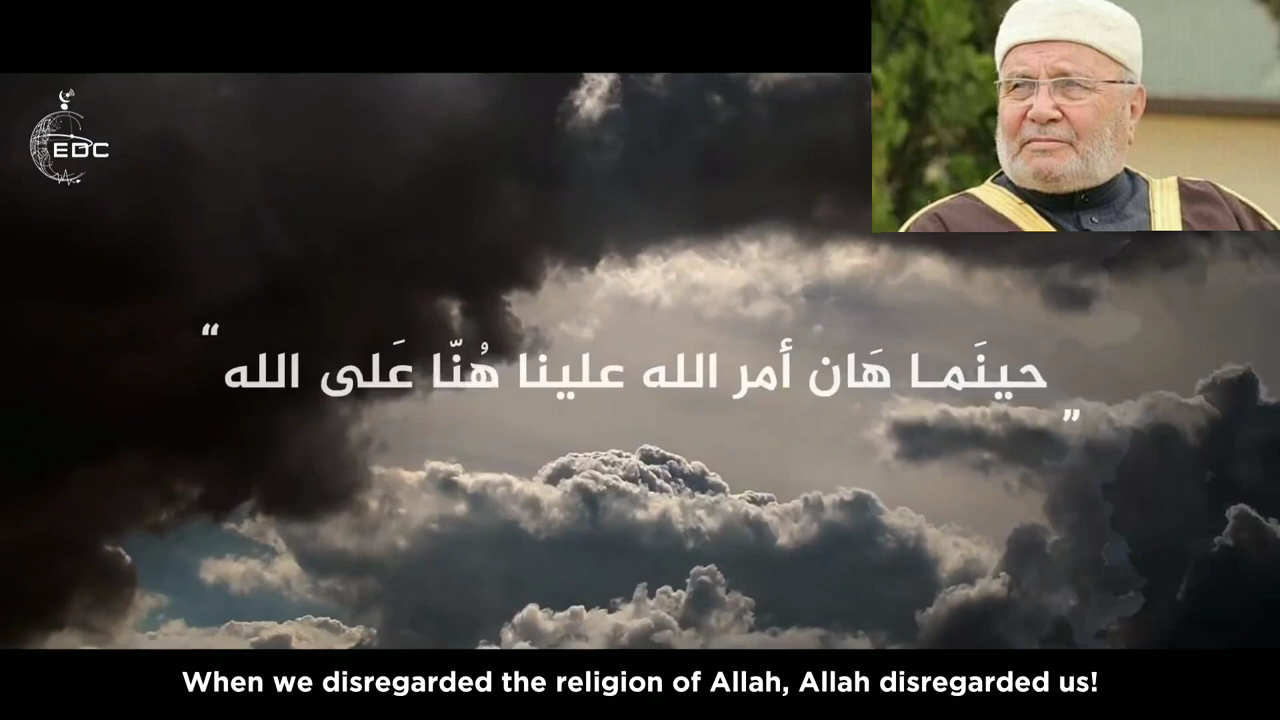 EDC
“حينَمـا هَان أمر الله علينا هُنّا عَلى الله”
When we disregarded the religion of Allah, Allah disregarded us!